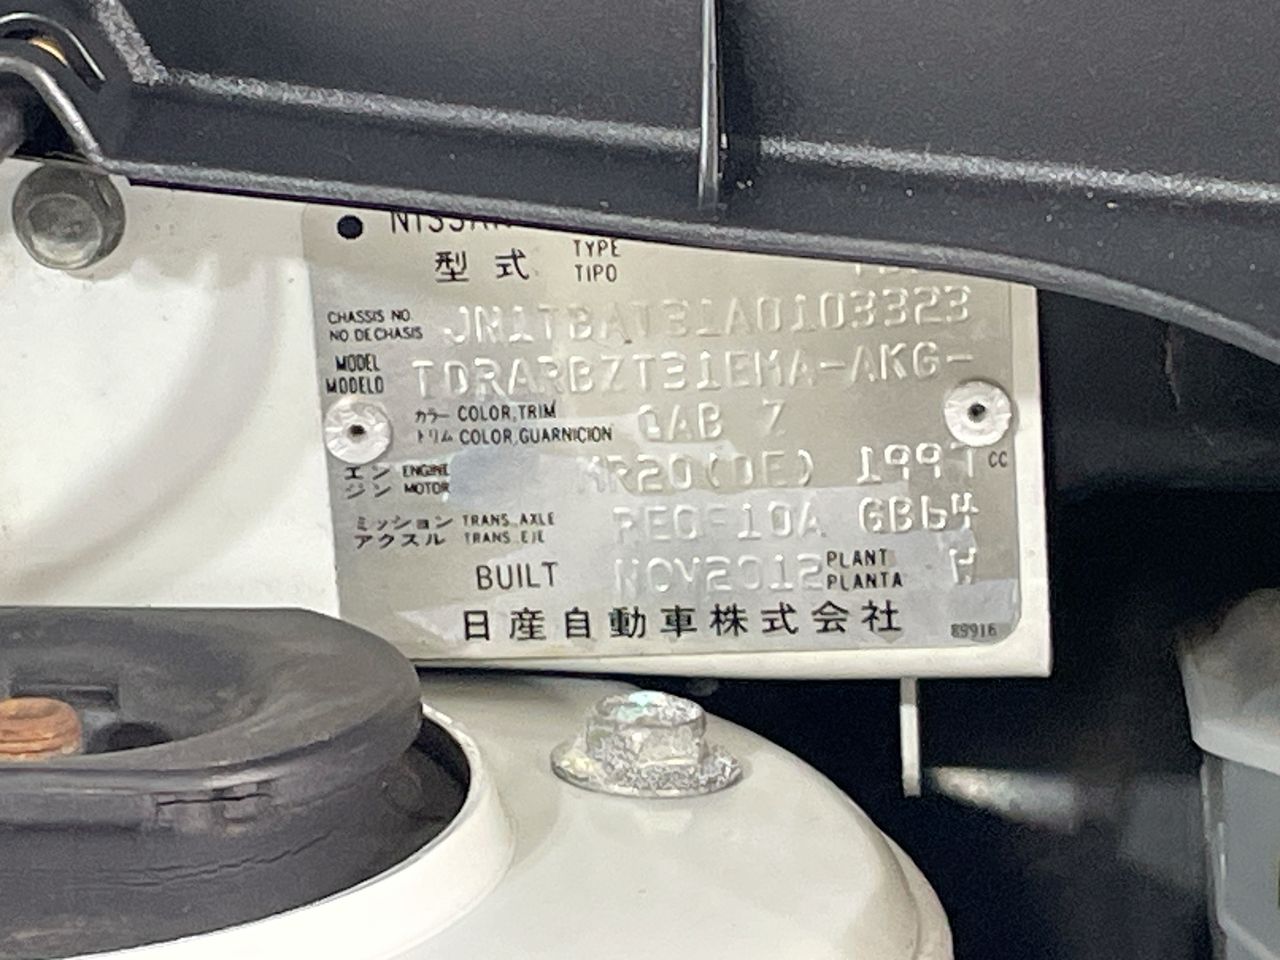 NISSAN
型式 TYPE TIPO
CHASSIS NO. NO DE CHASIS JN1TBAT31A0103323
MODEL MODELO TDRARBZT31EMA-AKG-
カラー COLOR,TRIM トリム COLOR,GUARNICION QAB Z
エンジン ENGINE MOTOR MR20(DE) 1997 CC
ミッション TRANS. AXLE アクスル TRANS. EJE RE0F10A GB64
BUILT NOV2012 PLANT PLANTA W
日産自動車株式会社 89916